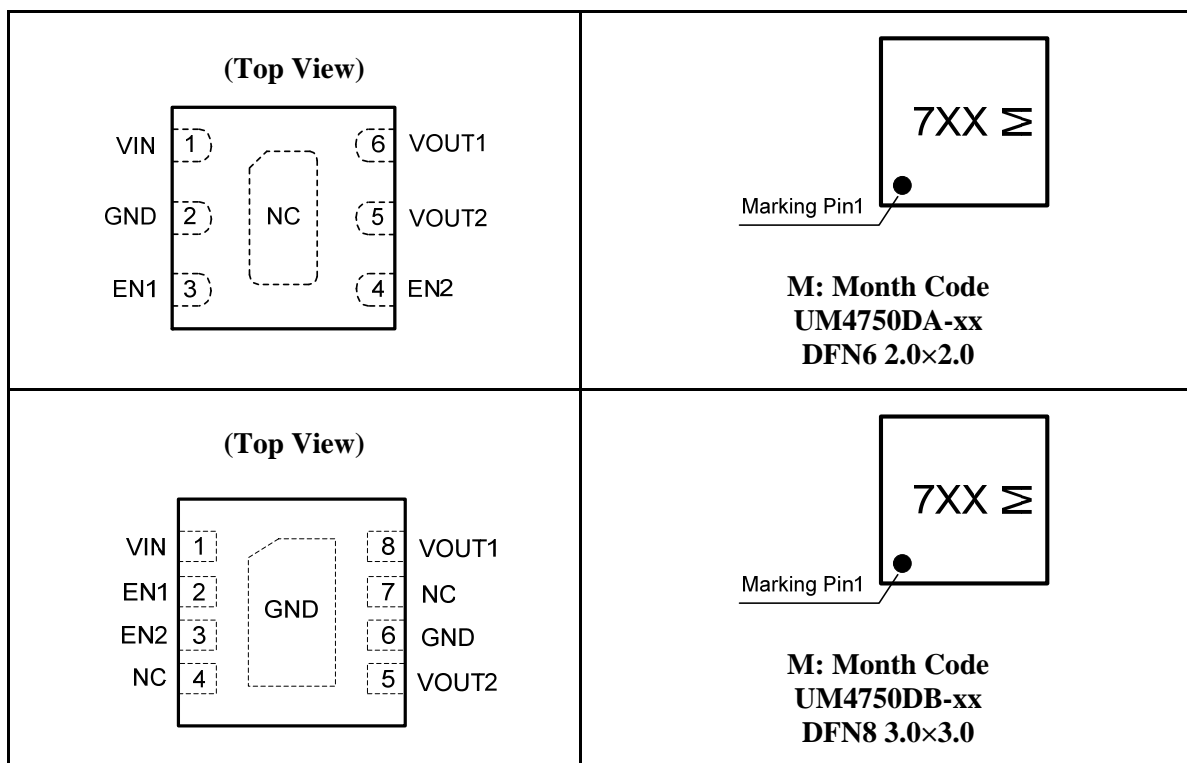 (Top View)
VIN 1 6 VOUT1
GND 2 NC 5 VOUT2
EN1 3 4 EN2
7XX M
Marking Pin1
M: Month Code
UM4750DA-xx
DFN6 2.0×2.0
(Top View)
VIN 1 8 VOUT1
EN1 2 7 NC
GND
EN2 3 6 GND
NC 4 5 VOUT2
7XX M
Marking Pin1
M: Month Code
UM4750DB-xx
DFN8 3.0×3.0